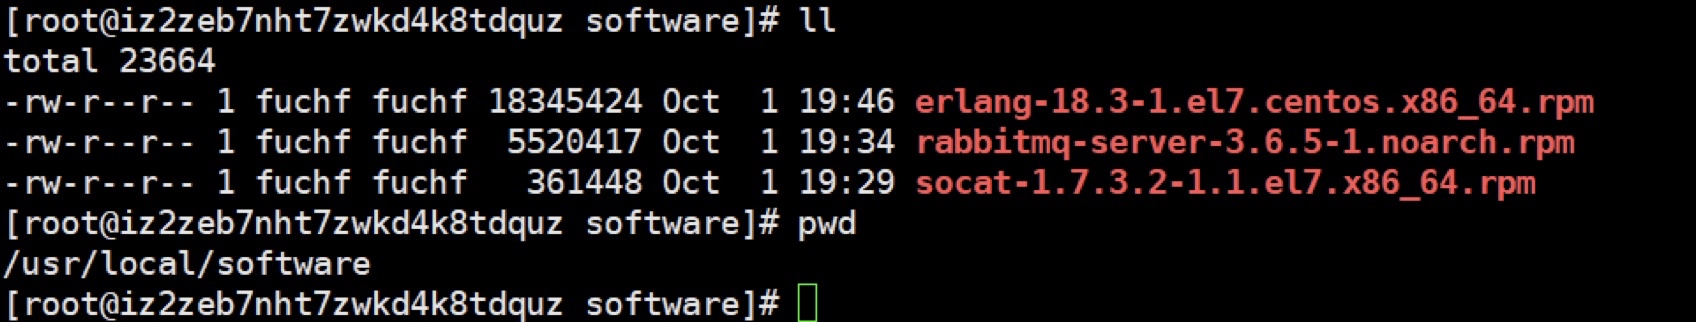 [root@iz2zeb7nht7zwkd4k8tdquz software]# ll
total 23664
-rw-r--r-- 1 fuchf fuchf 18345424 Oct  1 19:46 erlang-18.3-1.el7.centos.x86_64.rpm
-rw-r--r-- 1 fuchf fuchf  5520417 Oct  1 19:34 rabbitmq-server-3.6.5-1.noarch.rpm
-rw-r--r-- 1 fuchf fuchf   361448 Oct  1 19:29 socat-1.7.3.2-1.1.el7.x86_64.rpm
[root@iz2zeb7nht7zwkd4k8tdquz software]# pwd
/usr/local/software
[root@iz2zeb7nht7zwkd4k8tdquz software]#